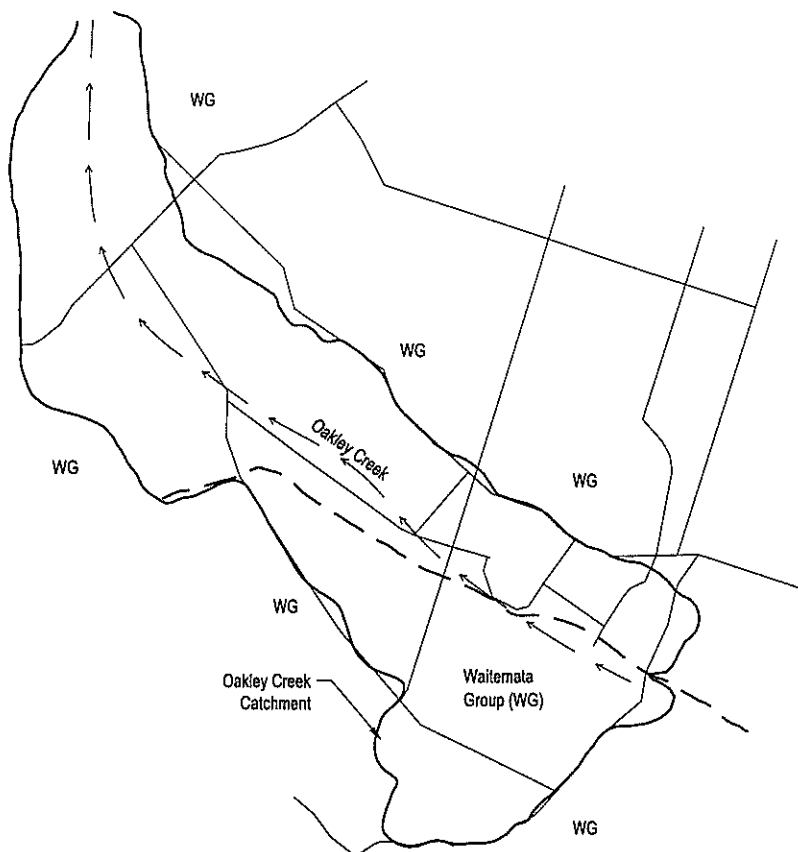 WG
WG
Oakley Creek
WG
WG
WG
Oakley Creek
Catchment
Waitemata
Group (WG)
WG